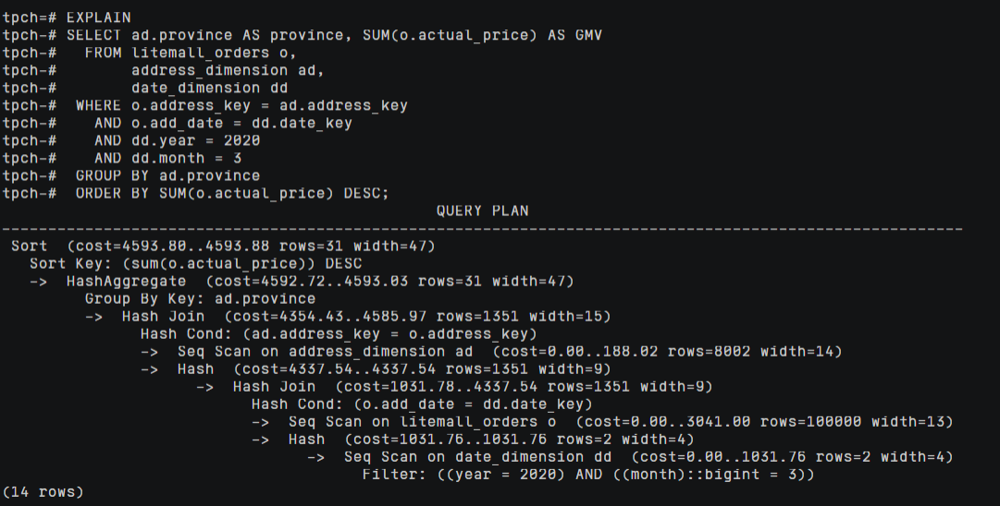 tpch=# EXPLAIN
tpch-# SELECT ad.province AS province, SUM(o.actual_price) AS GMV
tpch-#   FROM litemall_orders o,
tpch-#        address_dimension ad,
tpch-#        date_dimension dd
tpch-#  WHERE o.address_key = ad.address_key
tpch-#    AND o.add_date = dd.date_key
tpch-#    AND dd.year = 2020
tpch-#    AND dd.month = 3
tpch-#  GROUP BY ad.province
tpch-#  ORDER BY SUM(o.actual_price) DESC;
                                               QUERY PLAN
--------------------------------------------------------------------------------------------------------
 Sort  (cost=4593.80..4593.88 rows=31 width=47)
   Sort Key: (sum(o.actual_price)) DESC
   ->  HashAggregate  (cost=4592.72..4593.03 rows=31 width=47)
         Group By Key: ad.province
         ->  Hash Join  (cost=4354.43..4585.97 rows=1351 width=15)
               Hash Cond: (ad.address_key = o.address_key)
               ->  Seq Scan on address_dimension ad  (cost=0.00..188.02 rows=8002 width=14)
               ->  Hash  (cost=4337.54..4337.54 rows=1351 width=9)
                     ->  Hash Join  (cost=1031.78..4337.54 rows=1351 width=9)
                           Hash Cond: (o.add_date = dd.date_key)
                           ->  Seq Scan on litemall_orders o  (cost=0.00..3041.00 rows=100000 width=13)
                           ->  Hash  (cost=1031.76..1031.76 rows=2 width=4)
                                 ->  Seq Scan on date_dimension dd  (cost=0.00..1031.76 rows=2 width=4)
                                       Filter: ((year = 2020) AND ((month)::bigint = 3))
(14 rows)